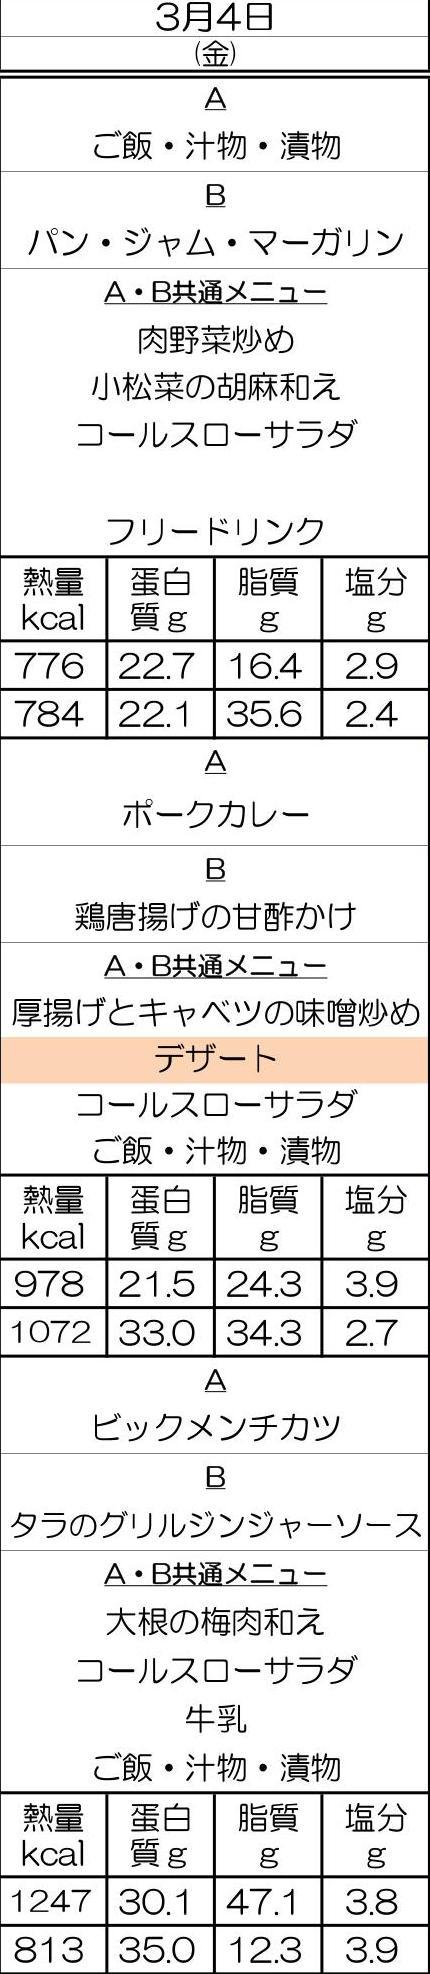 3月4日
(金)
A
ご飯・汁物・漬物
B
パン・ジャム・マーガリン
A・B共通メニュー
肉野菜炒め
小松菜の胡麻和え
コールスローサラダ
フリードリンク
熱量 蛋白 脂質 塩分
kcal 質g g g
776 22.7 16.4 2.9
784 22.1 35.6 2.4
A
ポークカレー
B
鶏唐揚げの甘酢かけ
A・B共通メニュー
厚揚げとキャベツの味噌炒め
デザート
コールスローサラダ
ご飯・汁物・漬物
熱量 蛋白 脂質 塩分
kcal 質g g g
978 21.5 24.3 3.9
1072 33.0 34.3 2.7
A
ビックメンチカツ
B
タラのグリルジンジャーソース
A・B共通メニュー
大根の梅肉和え
コールスローサラダ
牛乳
ご飯・汁物・漬物
熱量 蛋白 脂質 塩分
kcal 質g g g
1247 30.1 47.1 3.8
813 35.0 12.3 3.9